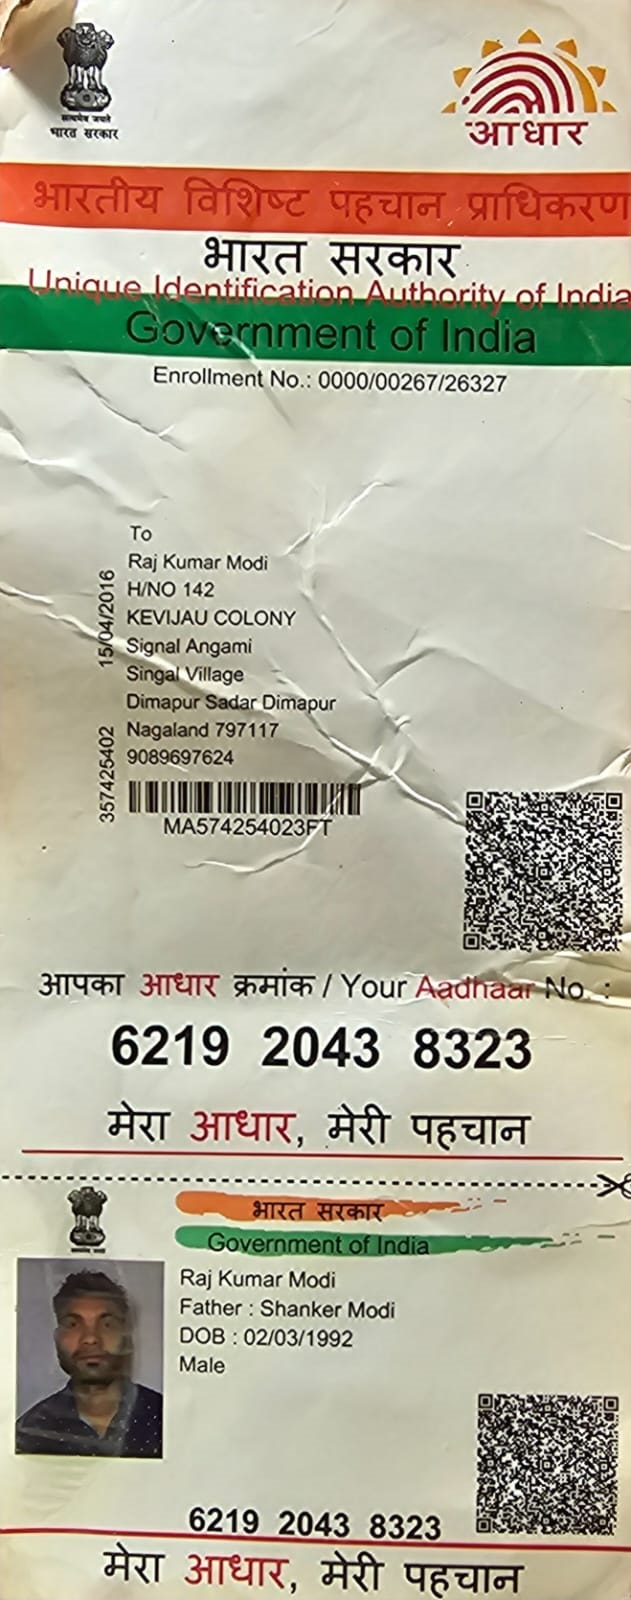 सत्यमेव जयते
भारत सरकार
आधार
भारतीय विशिष्ट पहचान प्राधिकरण
भारत सरकार
Unique Identification Authority of India
Government of India
Enrollment No.: 0000/00267/26327
To
Raj Kumar Modi
H/NO 142
KEVIJAU COLONY
Signal Angami
Singal Village
Dimapur Sadar Dimapur
Nagaland 797117
9089697624
357425402 15/04/2016
MA574254023FT
आपका आधार क्रमांक / Your Aadhaar No. :
6219 2043 8323
मेरा आधार, मेरी पहचान
भारत सरकार
Government of India
Raj Kumar Modi
Father : Shanker Modi
DOB : 02/03/1992
Male
6219 2043 8323
मेरा आधार, मेरी पहचान